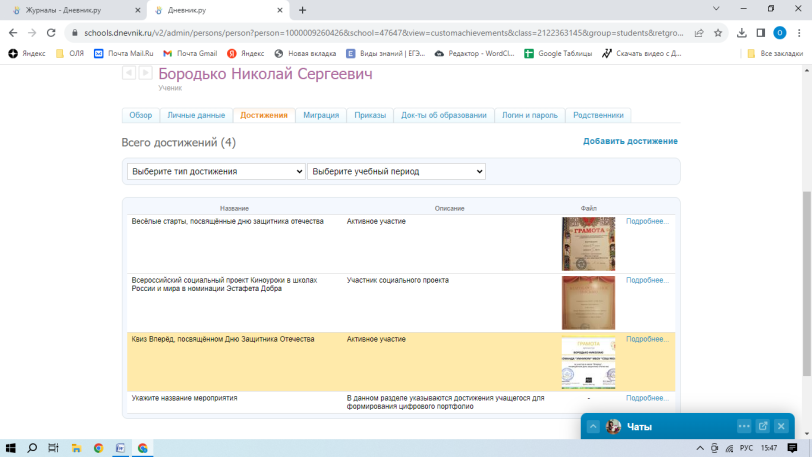 Журналы - Дневник.ру
Дневник.ру
schools.dnevnik.ru/v2/admin/persons/person?person=1000009260426&school=47647&view=customachievements&class=2122363145&group=students&retgro...
Яндекс ОЛЯ Почта Mail.Ru Почта Gmail Яндекс Новая вкладка Виды знаний | ЕГЭ... Редактор - WordCl... Google Таблицы Скачать видео с Д... Все закладки
Бородько Николай Сергеевич
Ученик
Обзор Личные данные Достижения Миграция Приказы Док-ты об образовании Логин и пароль Родственники
Всего достижений (4) Добавить достижение
Выберите тип достижения Выберите учебный период
Название Описание Файл
Весёлые старты, посвящённые дню защитника отечества Активное участие ГРАМОТА Подробнее...
Всероссийский социальный проект Киноуроки в школах Участник социального проекта Подробнее...
России и мира в номинации Эстафета Добра
Квиз Вперёд, посвященном Дню Защитника Отечества Активное участие ГРАМОТА Подробнее...
Укажите название мероприятия В данном разделе указываются достижения учащегося для - Подробнее...
формирования цифрового портфолио
Чаты
РУС 15:47